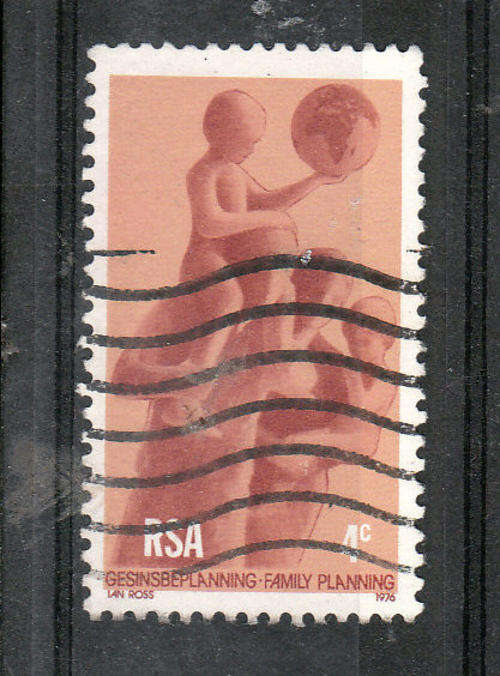 RSA 4c
GESINSBEPLANNING · FAMILY PLANNING
IAN ROSS 1976